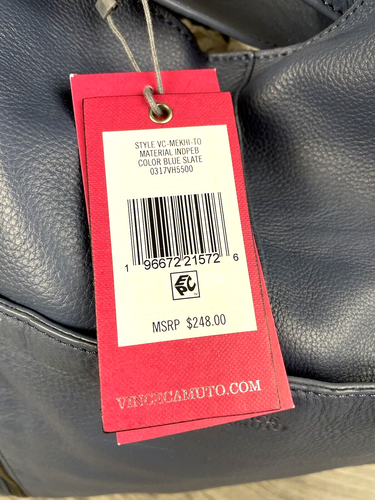 STYLE VC-MEKHI-TO
MATERIAL INDPEB
COLOR BLUE SLATE
0317VH5500
1 96672 21572 6
EPC
MSRP $248.00
VINCECAMUTO.COM